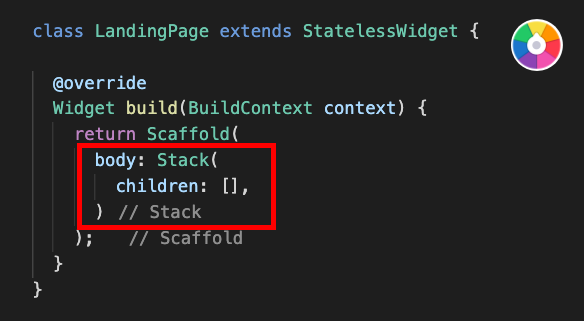 class LandingPage extends StatelessWidget {
@override
Widget build(BuildContext context) {
return Scaffold(
body: Stack(
children: [],
) // Stack
); // Scaffold
}
}